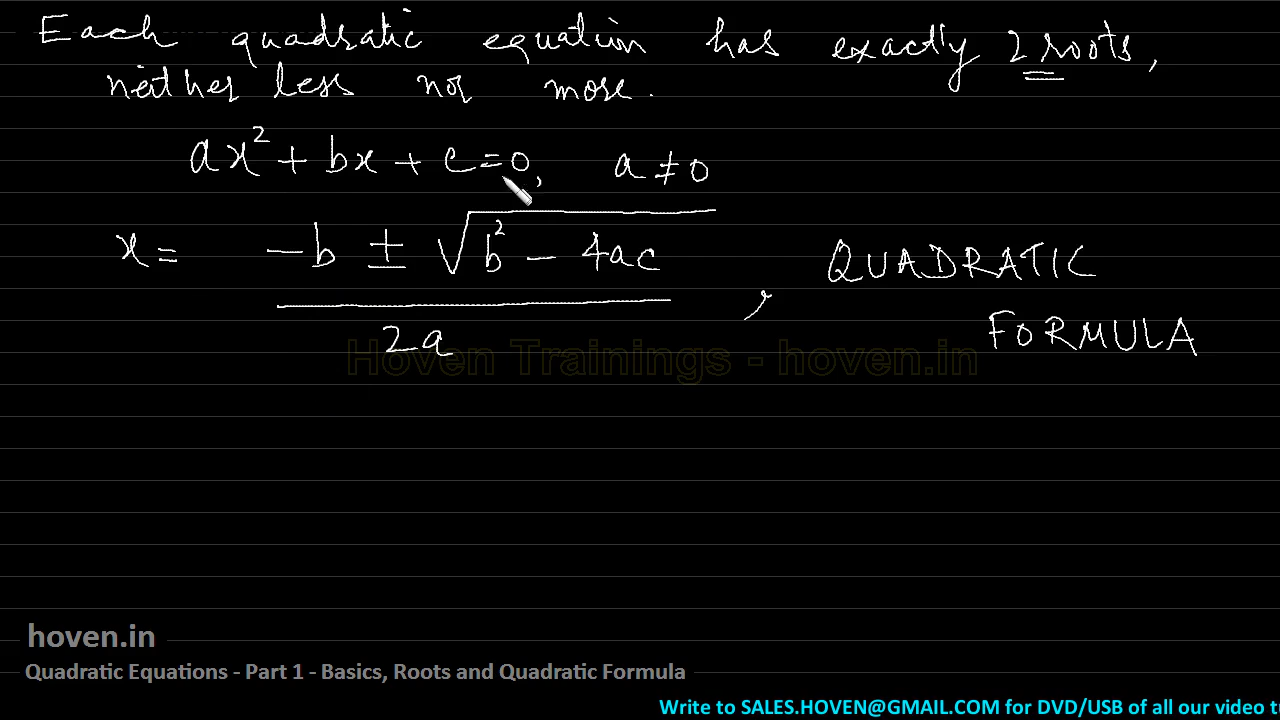 Each quadratic equation has exactly 2 roots,
neither less nor more.
ax² + bx + c = 0, a ≠ 0
x = (-b ± √(b² - 4ac)) / 2a , QUADRATIC
FORMULA
Hoven Trainings - hoven.in
hoven.in
Quadratic Equations - Part 1 - Basics, Roots and Quadratic Formula
Write to SALES.HOVEN@GMAIL.COM for DVD/USB of all our video t